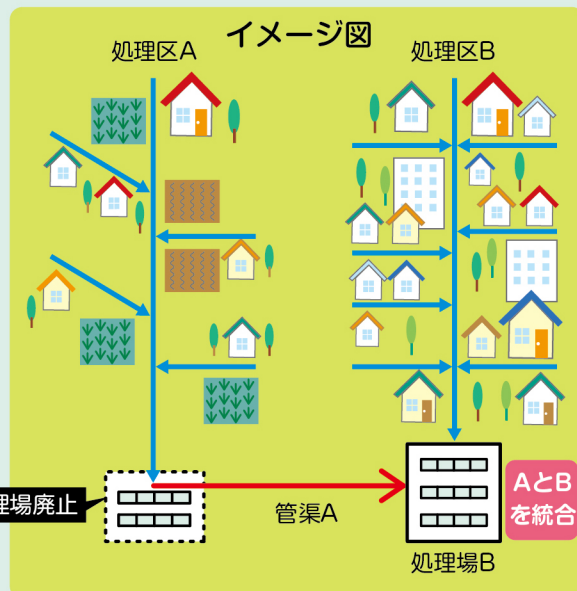 イメージ図
処理区A
処理区B
理場廃止
管渠A
AとB
を統合
処理場B